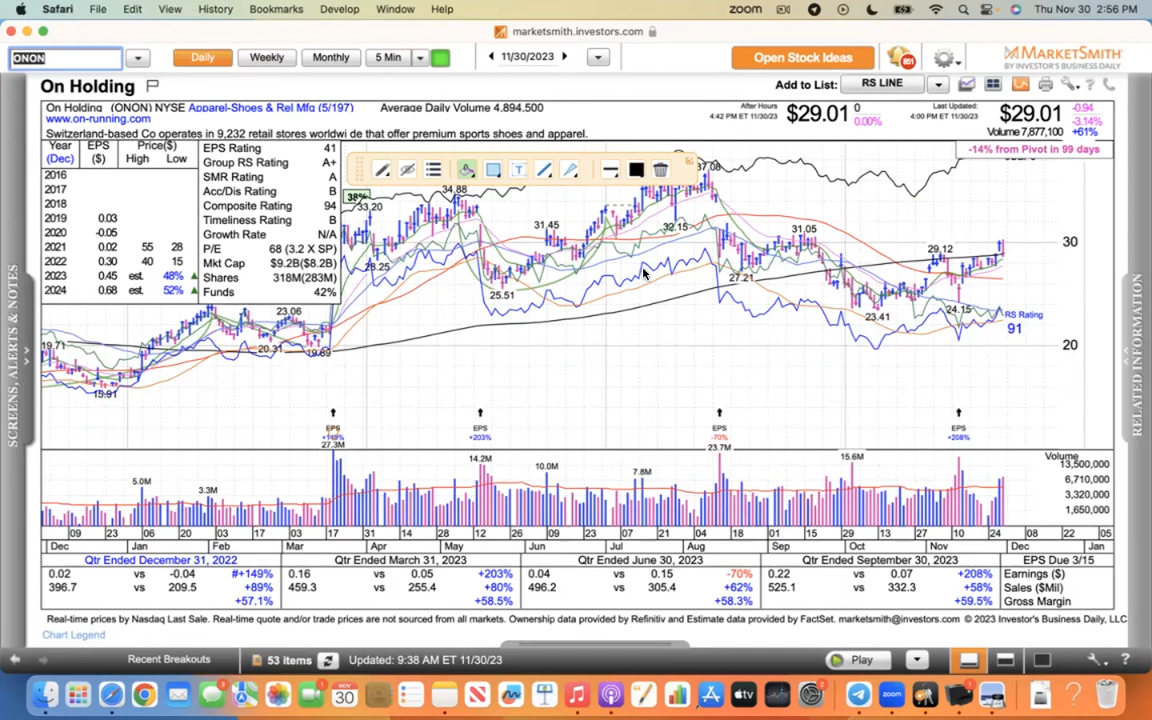 Safari File Edit View History Bookmarks Develop Window Help zoom Thu Nov 30 2:56 PM
marketsmith.investors.com
ONON Daily Weekly Monthly 5 Min 11/30/2023 Open Stock Ideas 851 MARKETSMITH
BY INVESTOR'S BUSINESS DAILY
On Holding Add to List: RS LINE
On Holding (ONON) NYSE Apparel-Shoes & Rel Mfg (5/197) Average Daily Volume 4,894,500
www.on-running.com
Switzerland-based Co operates in 9,232 retail stores worldwi de that offer premium sports shoes and apparel.
After Hours
4:42 PM ET 11/30/23
$29.01 0
0.00%
Last Updated:
4:00 PM ET 11/30/23
$29.01 -0.94
-3.14%
Volume 7,877,100 +61%
-14% from Pivot in 99 days
Year EPS Price($)
(Dec) ($) High Low
2016
2017
2018
2019 0.03
2020 -0.05
2021 0.02 55 28
2022 0.30 40 15
2023 0.45 est. 48%
2024 0.68 est. 52%
EPS Rating 41
Group RS Rating A+
SMR Rating A
Acc/Dis Rating B
Composite Rating 94
Timeliness Rating B
Growth Rate N/A
P/E 68 (3.2 X SP)
Mkt Cap $9.2B($8.2B)
Shares 318M(283M)
Funds 42%
T
37.08
38%
34.88
33.20
32.15
31.45
31.05
30
29.12
28.25
27.21
25.51
24.15
23.41
23.06
RS Rating
91
20.31
19.71
19.69
20
15.91
EPS EPS EPS EPS
+149% +203% -70% +208%
27.3M 23.7M
Volume
14.2M 15.6M
10.0M 7.8M
5.0M 3.3M
13,500,000
6,710,000
3,320,000
1,650,000
09 23 06 20 03 17 03 17 31 14 28 12 26 09 23 07 21 04 18 01 15 29 13 27 10 24 08 22 05
Dec Jan Feb Mar Apr May Jun Jul Aug Sep Oct Nov Dec Jan
Qtr Ended December 31, 2022 Qtr Ended March 31, 2023 Qtr Ended June 30, 2023 Qtr Ended September 30, 2023 EPS Due 3/15
0.02 vs -0.04 #+149% 0.16 vs 0.05 +203% 0.04 vs 0.15 -70% 0.22 vs 0.07 +208% Earnings ($)
396.7 vs 209.5 +89% 459.3 vs 255.4 +80% 496.2 vs 305.4 +62% 525.1 vs 332.3 +58% Sales ($Mil)
+57.1% +58.5% +58.3% +59.5% Gross Margin
Real-time prices by Nasdaq Last Sale. Real-time quote and/or trade prices are not sourced from all markets. Ownership data provided by Refinitiv and Estimate data provided by FactSet. marketsmith@investors.com © 2023 Investor's Business Daily, LLC
Chart Legend
SCREENS, ALERTS & NOTES
RELATED INFORMATION
Recent Breakouts 53 items Updated: 9:38 AM ET 11/30/23 Play
NOV
30
tv
zoom